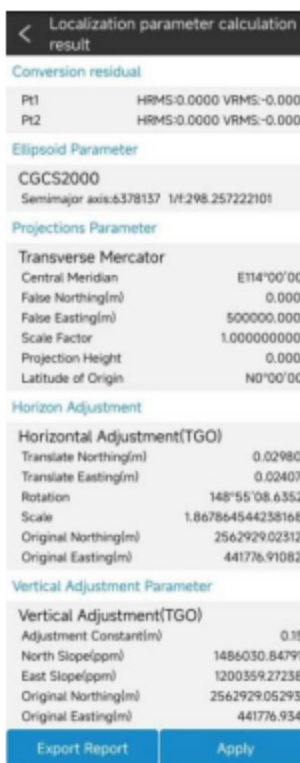 Localization parameter calculation
result
Conversion residual
Pt1 HRMS:0.0000 VRMS:-0.000
Pt2 HRMS:0.0000 VRMS:-0.000
Ellipsoid Parameter
CGCS2000
Semimajor axis:6378137 1/f:298.257222101
Projections Parameter
Transverse Mercator
Central Meridian E114°00'00
False Northing(m) 0.000
False Easting(m) 500000.000
Scale Factor 1.000000000
Projection Height 0.000
Latitude of Origin N0°00'00
Horizon Adjustment
Horizontal Adjustment(TGO)
Translate Northing(m) 0.02980
Translate Easting(m) 0.02407
Rotation 148°55'08.6352
Scale 1.867864544238168
Original Northing(m) 2562929.02312
Original Easting(m) 441776.91082
Vertical Adjustment Parameter
Vertical Adjustment(TGO)
Adjustment Constant(m) 0.15
North Slope(ppm) 1486030.84791
East Slope(ppm) 1200359.27238
Original Northing(m) 2562929.05293
Original Easting(m) 441776.934
Export Report Apply